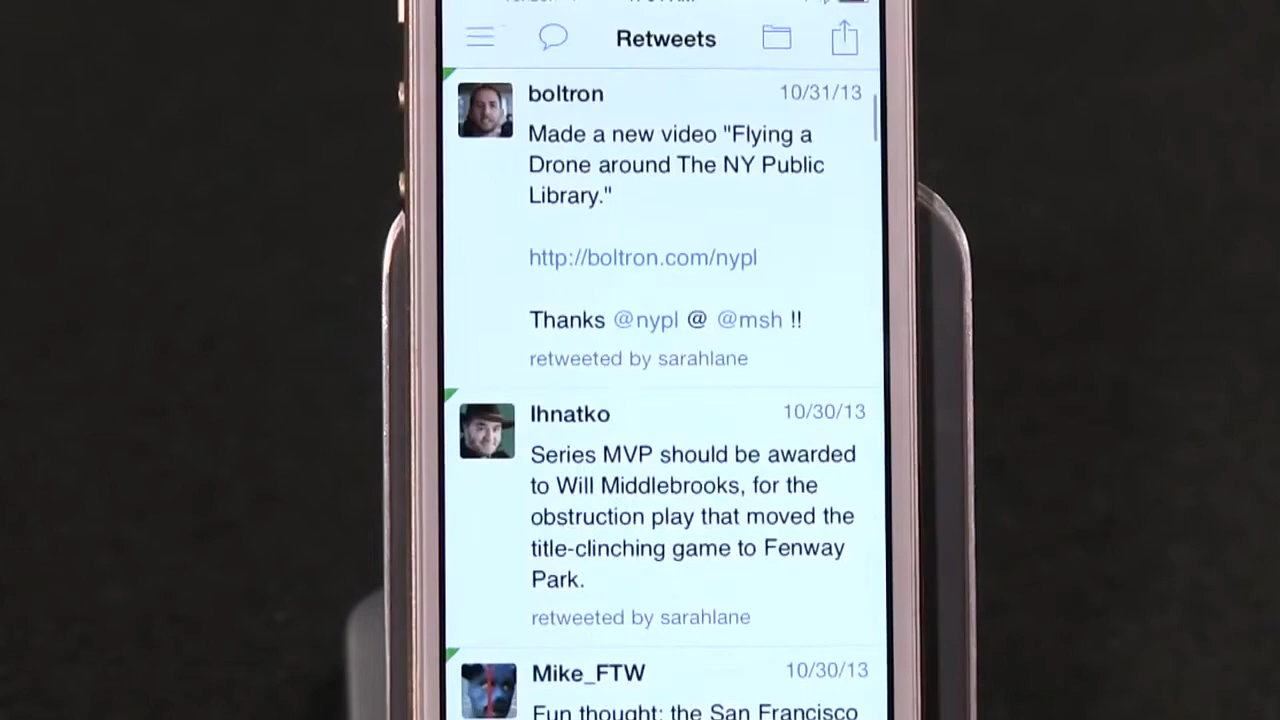 Retweets
boltron 10/31/13
Made a new video "Flying a
Drone around The NY Public
Library."
http://boltron.com/nypl
Thanks @nypl @ @msh !!
retweeted by sarahlane
Ihnatko 10/30/13
Series MVP should be awarded
to Will Middlebrooks, for the
obstruction play that moved the
title-clinching game to Fenway
Park.
retweeted by sarahlane
Mike_FTW 10/30/13
Fun thought: the San Francisco